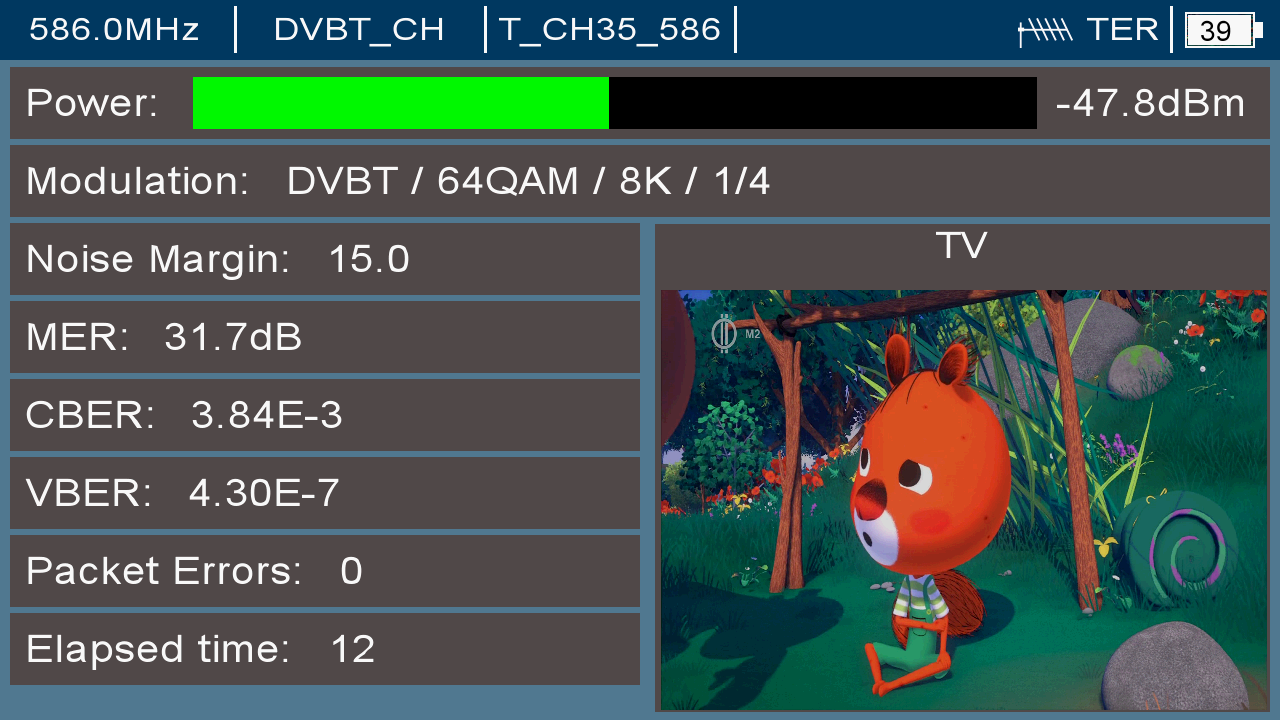 586.0MHz DVBT_CH T_CH35_586 TER 39
Power: -47.8dBm
Modulation: DVBT / 64QAM / 8K / 1/4
Noise Margin: 15.0
TV
MER: 31.7dB
M2
CBER: 3.84E-3
VBER: 4.30E-7
Packet Errors: 0
Elapsed time: 12